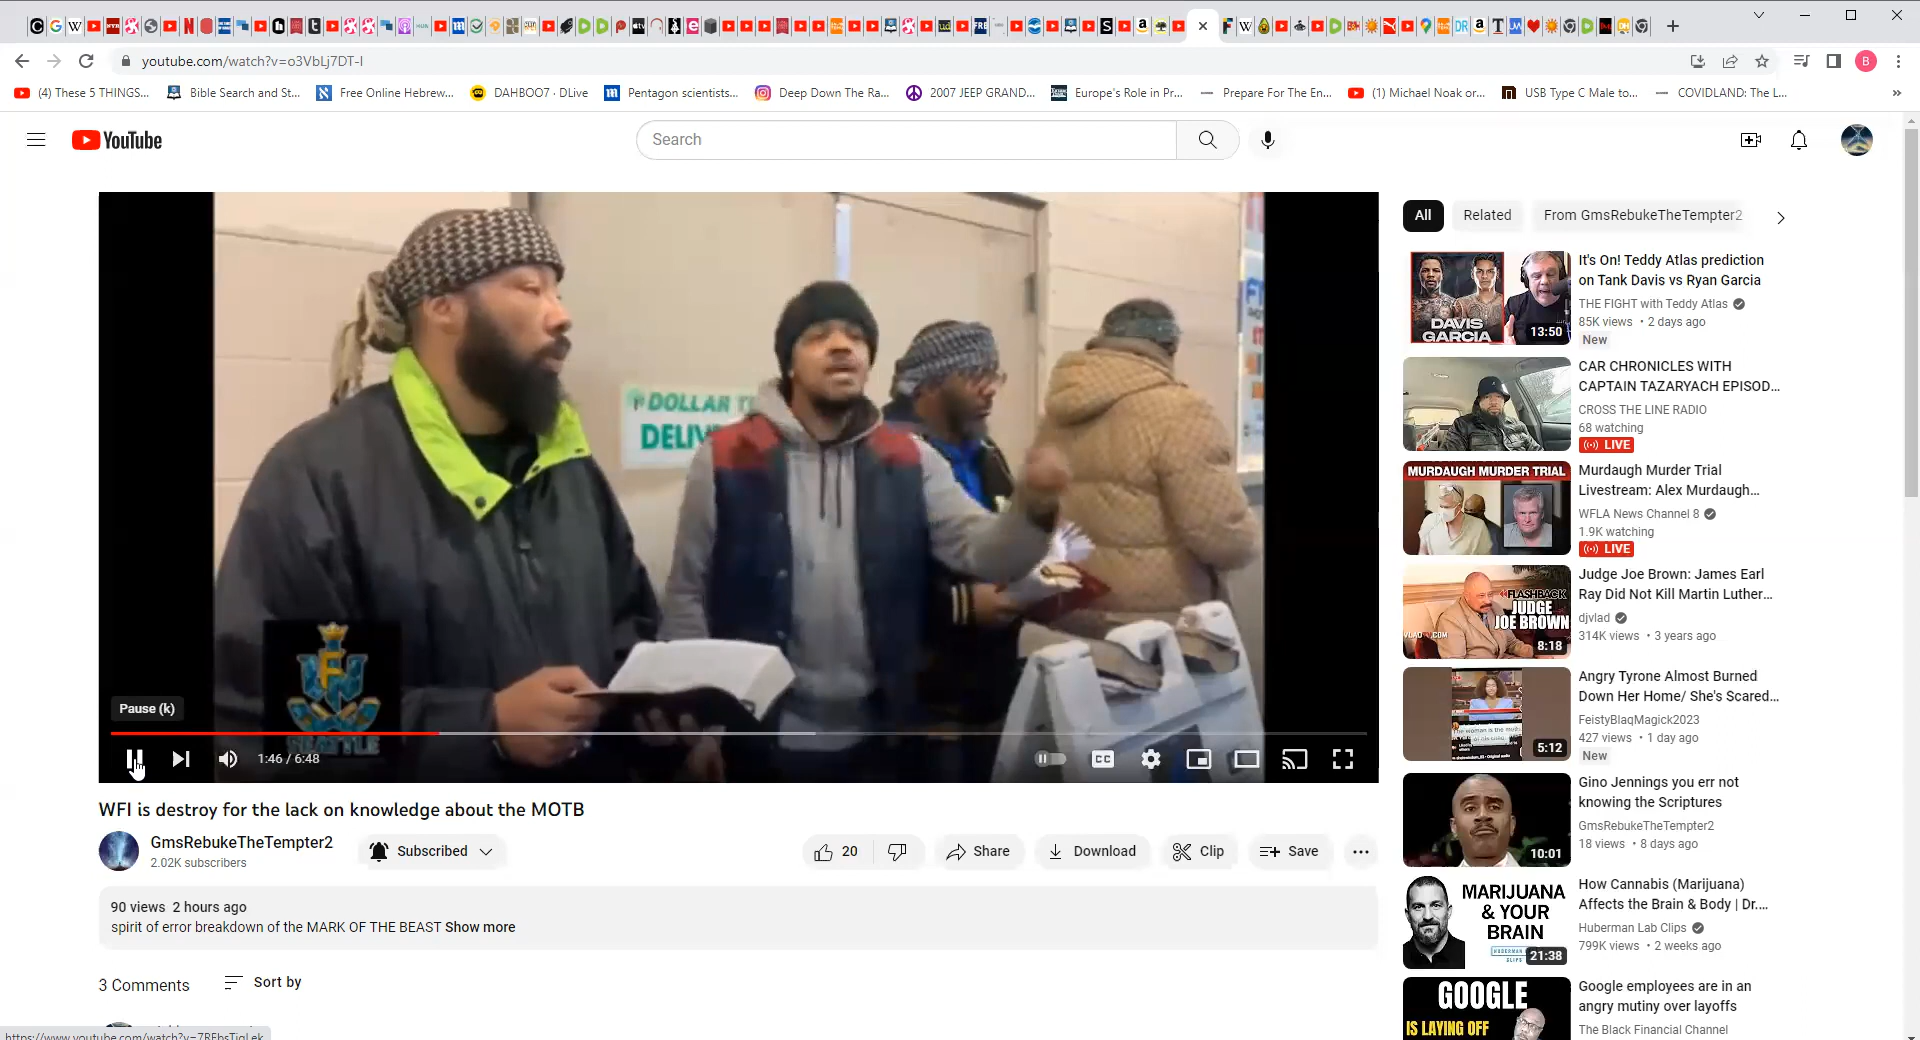 youtube.com/watch?v=o3VbLj7DT-I
(4) These 5 THINGS...
Bible Search and St...
Free Online Hebrew...
DAHBOO7 · DLive
Pentagon scientists...
Deep Down The Ra...
2007 JEEP GRAND...
Europe's Role in Pr...
Prepare For The En...
(1) Michael Noak or...
USB Type C Male to...
COVIDLAND: The L...
YouTube
Search
DOLLAR
Pause (k)
1:46 / 6:48
CC
WFI is destroy for the lack on knowledge about the MOTB
GmsRebukeTheTempter2
2.02K subscribers
Subscribed
20
Share
Download
Clip
Save
90 views 2 hours ago
spirit of error breakdown of the MARK OF THE BEAST Show more
3 Comments
Sort by
All
Related
From GmsRebukeTheTempter2
DAVIS
GARCIA
13:50
It's On! Teddy Atlas prediction
on Tank Davis vs Ryan Garcia
THE FIGHT with Teddy Atlas
85K views • 2 days ago
New
CAR CHRONICLES WITH
CAPTAIN TAZARYACH EPISOD...
CROSS THE LINE RADIO
68 watching
LIVE
MURDAUGH MURDER TRIAL
Murdaugh Murder Trial
Livestream: Alex Murdaugh...
WFLA News Channel 8
1.9K watching
LIVE
FLASHBACK
JUDGE
JOE BROWN
8:18
Judge Joe Brown: James Earl
Ray Did Not Kill Martin Luther...
djvlad
314K views • 3 years ago
5:12
Angry Tyrone Almost Burned
Down Her Home/ She's Scared...
FeistyBlaqMagick2023
427 views • 1 day ago
New
10:01
Gino Jennings you err not
knowing the Scriptures
GmsRebukeTheTempter2
18 views • 8 days ago
MARIJUANA
& YOUR
BRAIN
21:38
How Cannabis (Marijuana)
Affects the Brain & Body | Dr....
Huberman Lab Clips
799K views • 2 weeks ago
GOOGLE
IS LAYING OFF
Google employees are in an
angry mutiny over layoffs
The Black Financial Channel